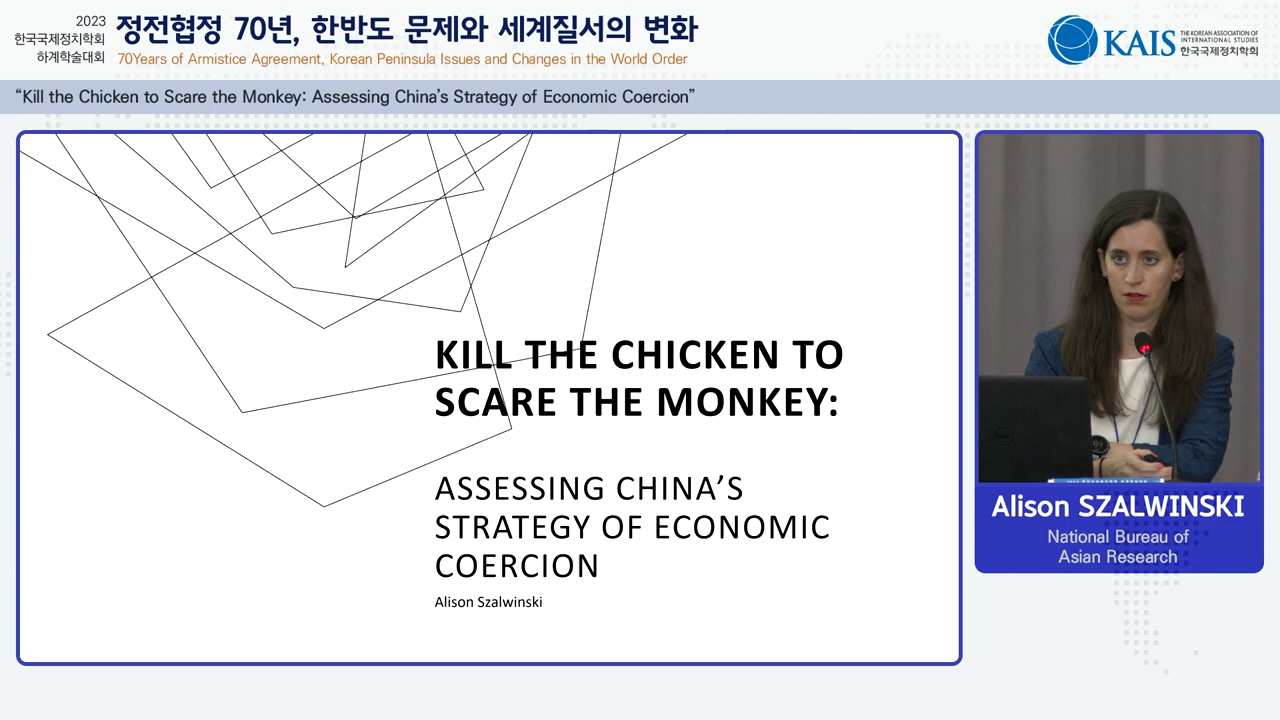 2023
한국국제정치학회
하계학술대회
정전협정 70년, 한반도 문제와 세계질서의 변화
70Years of Armistice Agreement, Korean Peninsula Issues and Changes in the World Order
KAIS
THE KOREAN ASSOCIATION OF
INTERNATIONAL STUDIES
한국국제정치학회
“Kill the Chicken to Scare the Monkey: Assessing China’s Strategy of Economic Coercion”
KILL THE CHICKEN TO
SCARE THE MONKEY:
ASSESSING CHINA’S
STRATEGY OF ECONOMIC
COERCION
Alison Szalwinski
Alison SZALWINSKI
National Bureau of
Asian Research